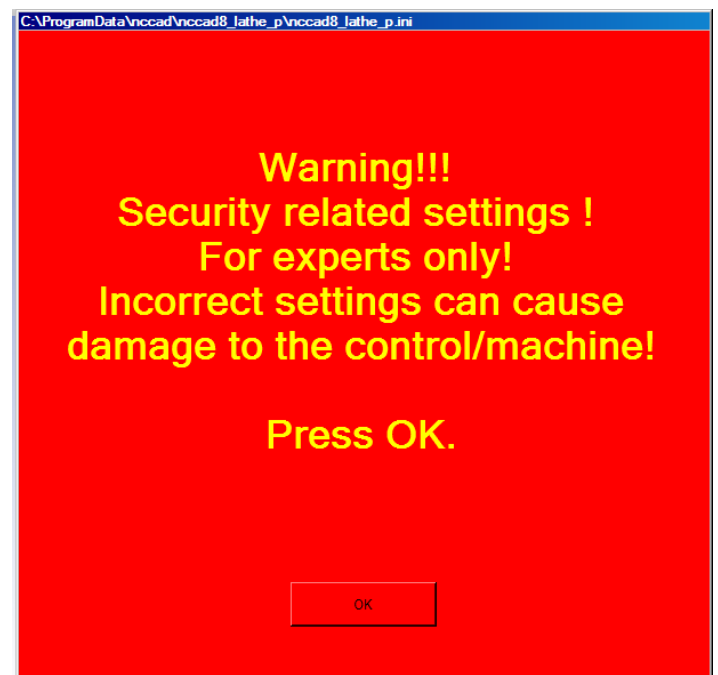 C:\ProgramData\nccad\nccad8_lathe_p\nccad8_lathe_p.ini
Warning!!!
Security related settings !
For experts only!
Incorrect settings can cause
damage to the control/machine!
Press OK.
OK